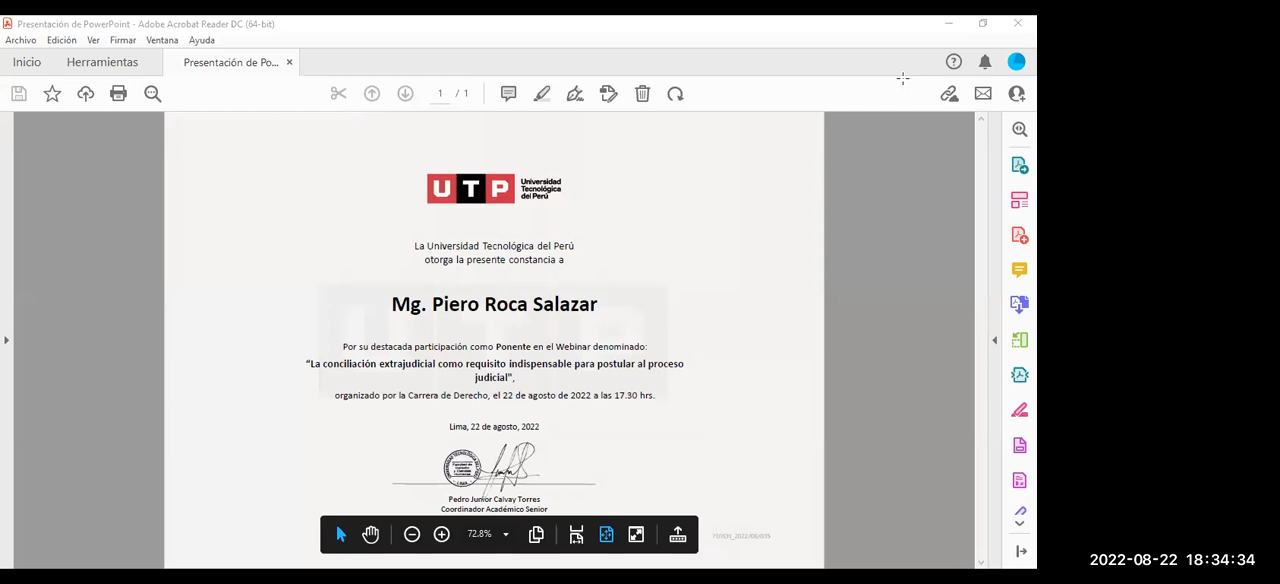 Presentación de PowerPoint - Adobe Acrobat Reader DC (64-bit)
Archivo Edición Ver Firmar Ventana Ayuda
Inicio Herramientas Presentación de Po... ×
1 / 1
UTP Universidad
Tecnológica
del Perú
La Universidad Tecnológica del Perú
otorga la presente constancia a
Mg. Piero Roca Salazar
Por su destacada participación como Ponente en el Webinar denominado:
“La conciliación extrajudicial como requisito indispensable para postular al proceso
judicial”,
organizado por la Carrera de Derecho, el 22 de agosto de 2022 a las 17.30 hrs.
Lima, 22 de agosto, 2022
Pedro Junior Calvay Torres
Coordinador Académico Senior
72.8%
2022-08-22 18:34:34